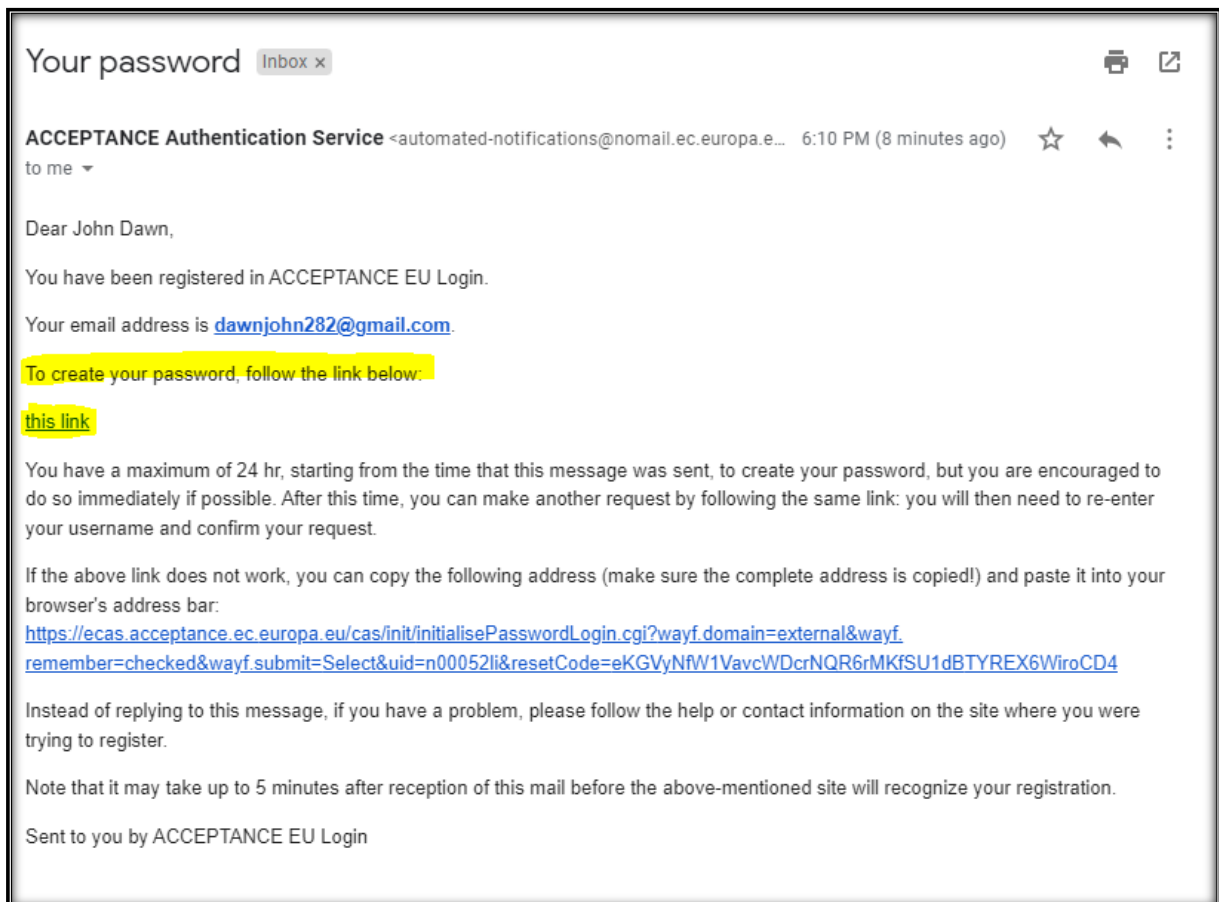 Your password Inbox x
ACCEPTANCE Authentication Service <automated-notifications@nomail.ec.europa.e... 6:10 PM (8 minutes ago)
to me
Dear John Dawn,
You have been registered in ACCEPTANCE EU Login.
Your email address is dawnjohn282@gmail.com.
To create your password, follow the link below:
this link
You have a maximum of 24 hr, starting from the time that this message was sent, to create your password, but you are encouraged to
do so immediately if possible. After this time, you can make another request by following the same link: you will then need to re-enter
your username and confirm your request.
If the above link does not work, you can copy the following address (make sure the complete address is copied!) and paste it into your
browser's address bar:
https://ecas.acceptance.ec.europa.eu/cas/init/initialisePasswordLogin.cgi?wayf.domain=external&wayf.
remember=checked&wayf.submit=Select&uid=n00052li&resetCode=eKGVyNfW1VavcWDcrNQR6rMKfSU1dBTYREX6WiroCD4
Instead of replying to this message, if you have a problem, please follow the help or contact information on the site where you were
trying to register.
Note that it may take up to 5 minutes after reception of this mail before the above-mentioned site will recognize your registration.
Sent to you by ACCEPTANCE EU Login